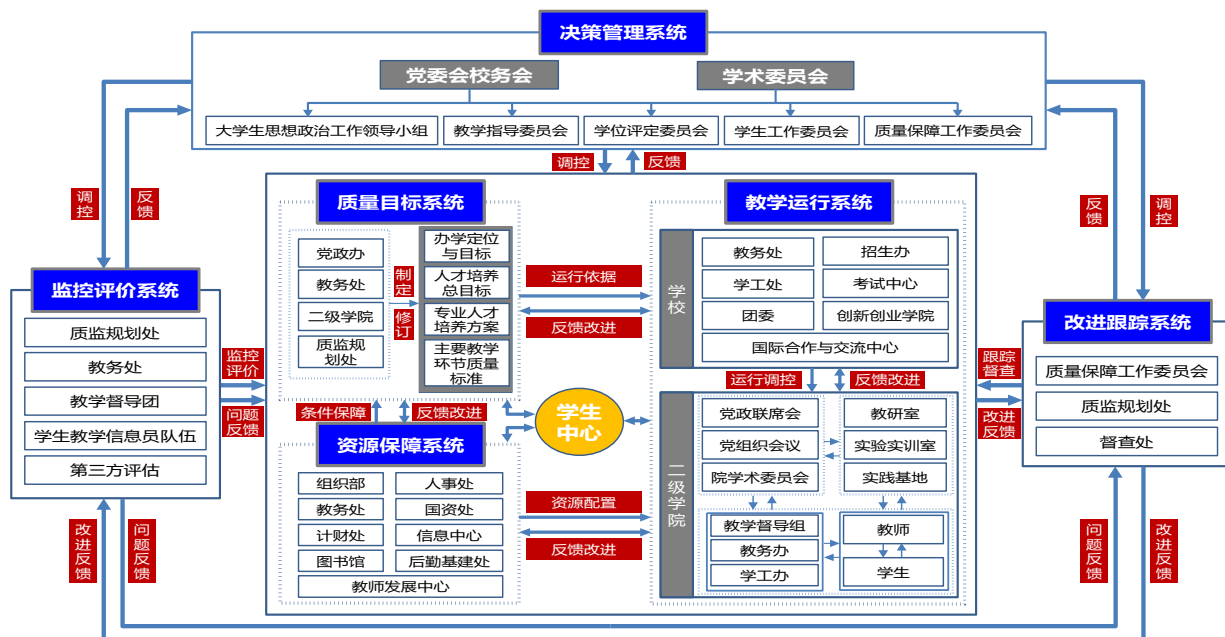 决策管理系统
党委会校务会
学术委员会
大学生思想政治工作领导小组
教学指导委员会
学位评定委员会
学生工作委员会
质量保障工作委员会
调控
反馈
调控
反馈
反馈
调控
监控评价系统
质监规划处
教务处
教学督导团
学生教学信息员队伍
第三方评估
监控
评价
问题
反馈
质量目标系统
党政办
教务处
二级学院
质监规
划处
制定
修订
办学定位
与目标
人才培养
总目标
专业人才
培养方案
主要教学
环节质量
标准
运行依据
反馈改进
条件保障
反馈改进
学生
中心
资源保障系统
组织部
人事处
教务处
国资处
计财处
信息中心
图书馆
后勤基建处
教师发展中心
资源配置
反馈改进
教学运行系统
学校
教务处
招生办
学工处
考试中心
团委
创新创业学院
国际合作与交流中心
运行调控
反馈改进
二级学院
党政联席会
教研室
党组织会议
实验实训室
院学术委员会
实践基地
教学督导组
教师
教务办
学工办
学生
改进跟踪系统
质量保障工作委员会
质监规划处
督查处
跟踪
督查
改进
反馈
改进反馈
问题反馈
问题反馈
改进反馈